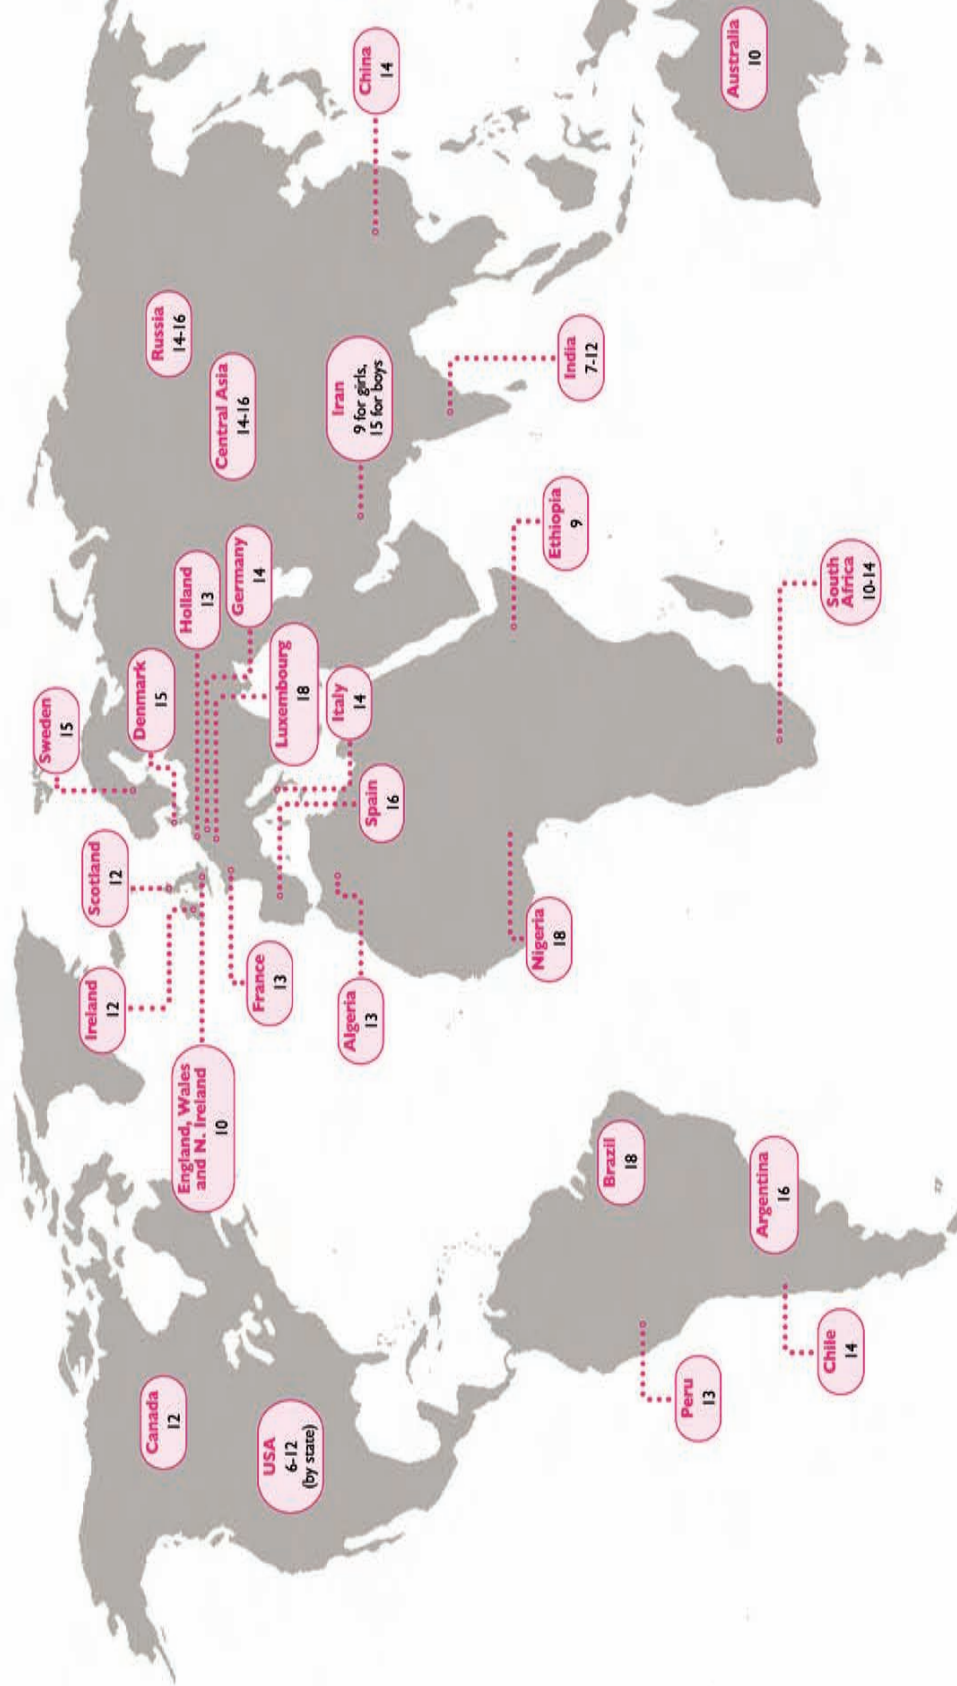 Canada
12
USA
6-12
(by state)
Peru
13
Chile
14
Argentina
16
Brazil
18
England, Wales
and N. Ireland
10
Ireland
12
Scotland
12
Sweden
15
Denmark
15
Holland
13
Germany
14
Luxembourg
18
Italy
14
Spain
16
France
13
Algeria
13
Nigeria
18
Ethiopia
9
South
Africa
10-14
Russia
14-16
Central Asia
14-16
Iran
9 for girls,
15 for boys
India
7-12
China
14
Australia
10